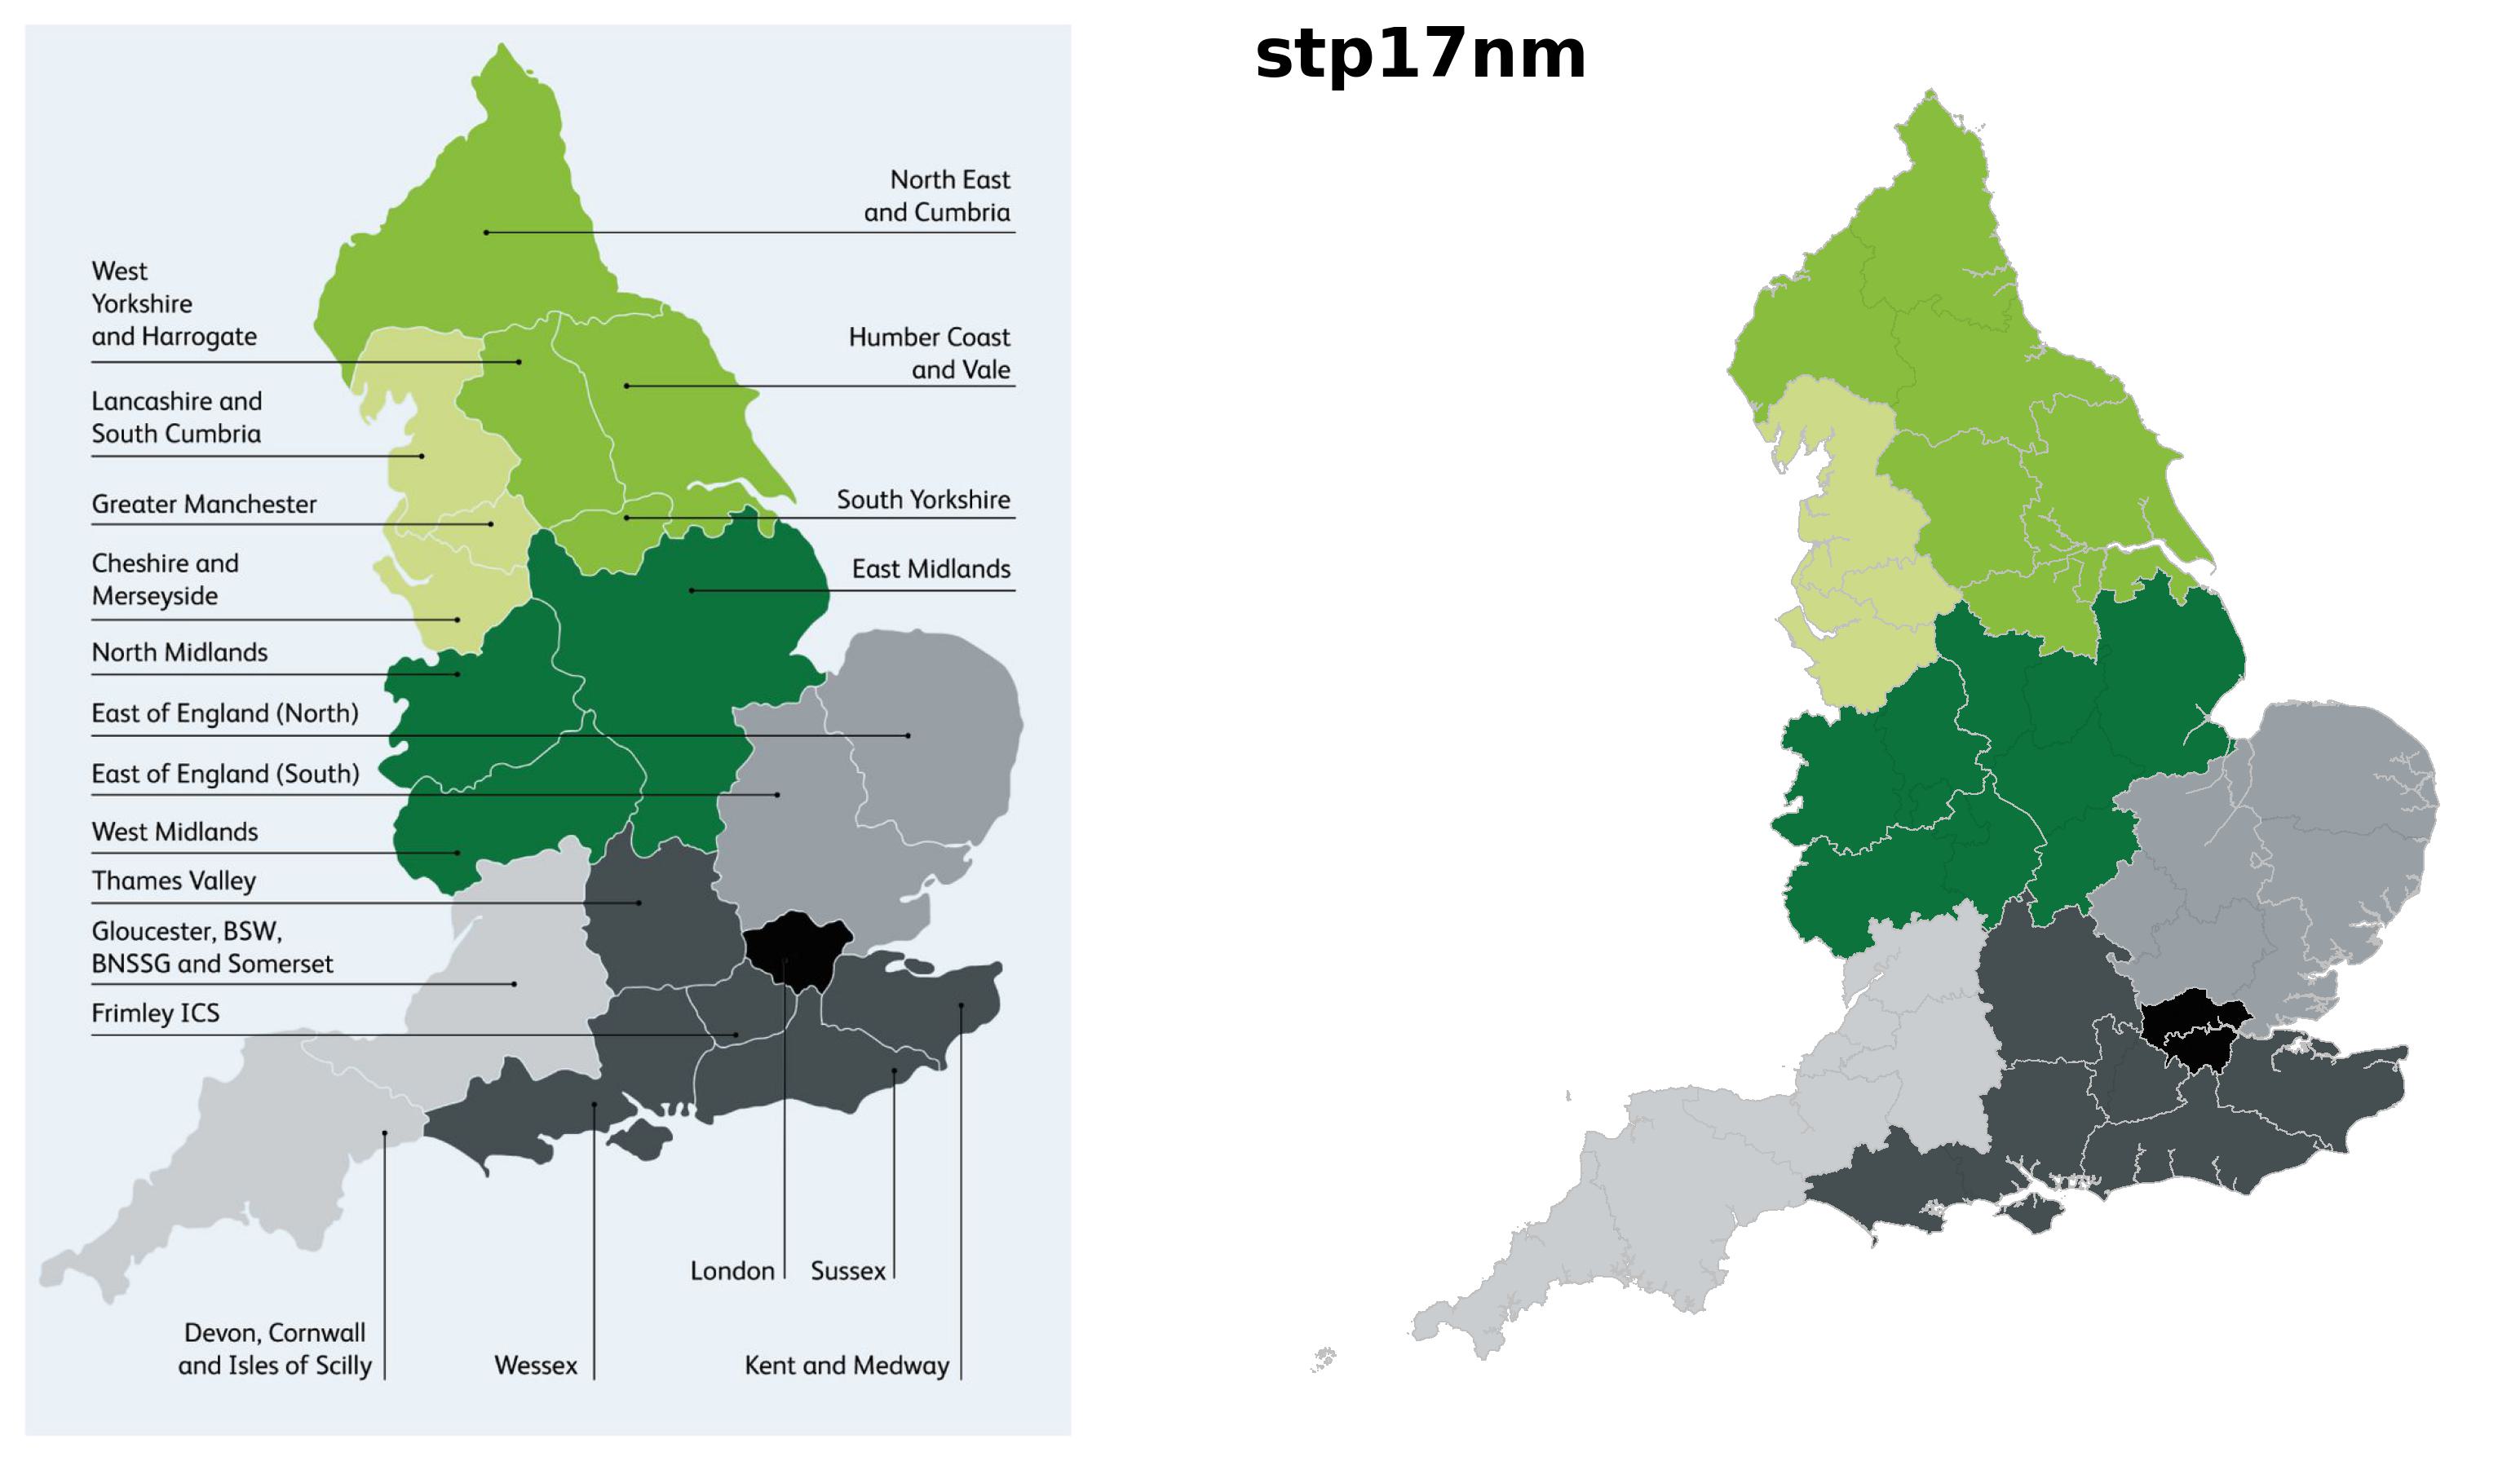 stp17nm
North East
and Cumbria
West
Yorkshire
and Harrogate
Humber Coast
and Vale
Lancashire and
South Cumbria
Greater Manchester
South Yorkshire
Cheshire and
Merseyside
East Midlands
North Midlands
East of England (North)
East of England (South)
West Midlands
Thames Valley
Gloucester, BSW,
BNSSG and Somerset
Frimley ICS
London
Sussex
Devon, Cornwall
and Isles of Scilly
Wessex
Kent and Medway